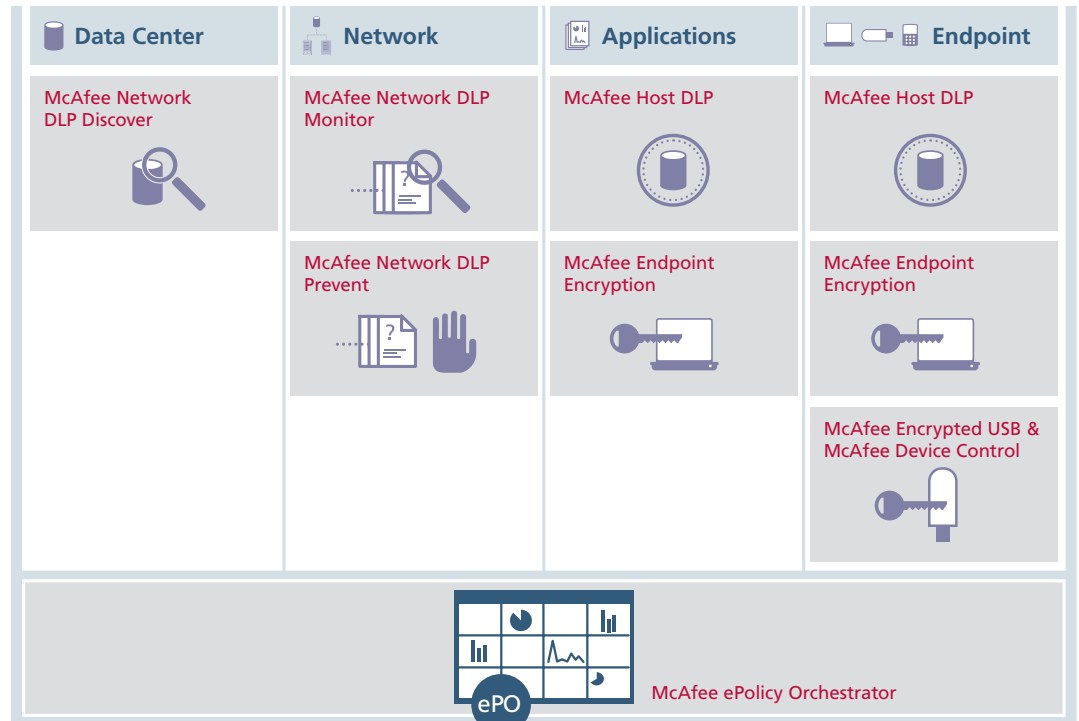 Data Center
Network
Applications
Endpoint
McAfee Network
DLP Discover
McAfee Network DLP
Monitor
?
McAfee Network DLP
Prevent
?
McAfee Host DLP
McAfee Endpoint
Encryption
McAfee Host DLP
McAfee Endpoint
Encryption
McAfee Encrypted USB &
McAfee Device Control
ePO
McAfee ePolicy Orchestrator